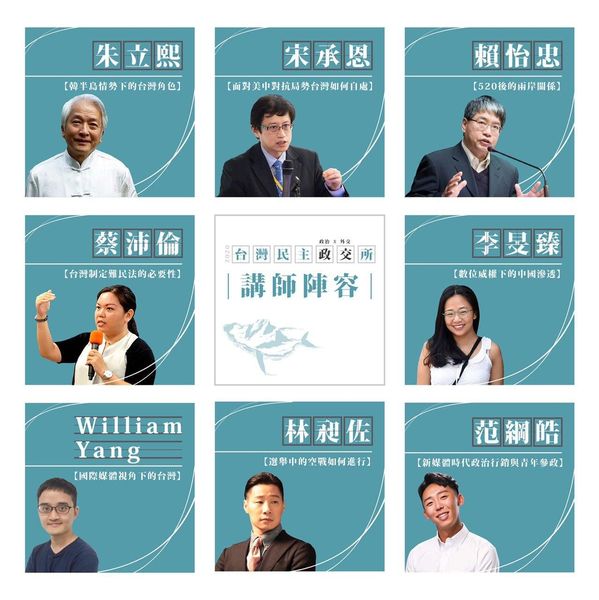 朱立熙
【韓半島情勢下的台灣角色】
宋承恩
【面對美中對抗局勢台灣如何自處】
賴怡忠
【520後的兩岸關係】
蔡沛倫
【台灣制定難民法的必要性】
2020
政治 x 外交
台灣民主政交所
講師陣容
李旻臻
【數位威權下的中國滲透】
William
Yang
【國際媒體視角下的台灣】
林昶佐
【選舉中的空戰如何進行】
范綱皓
【新媒體時代政治行銷與青年參政】